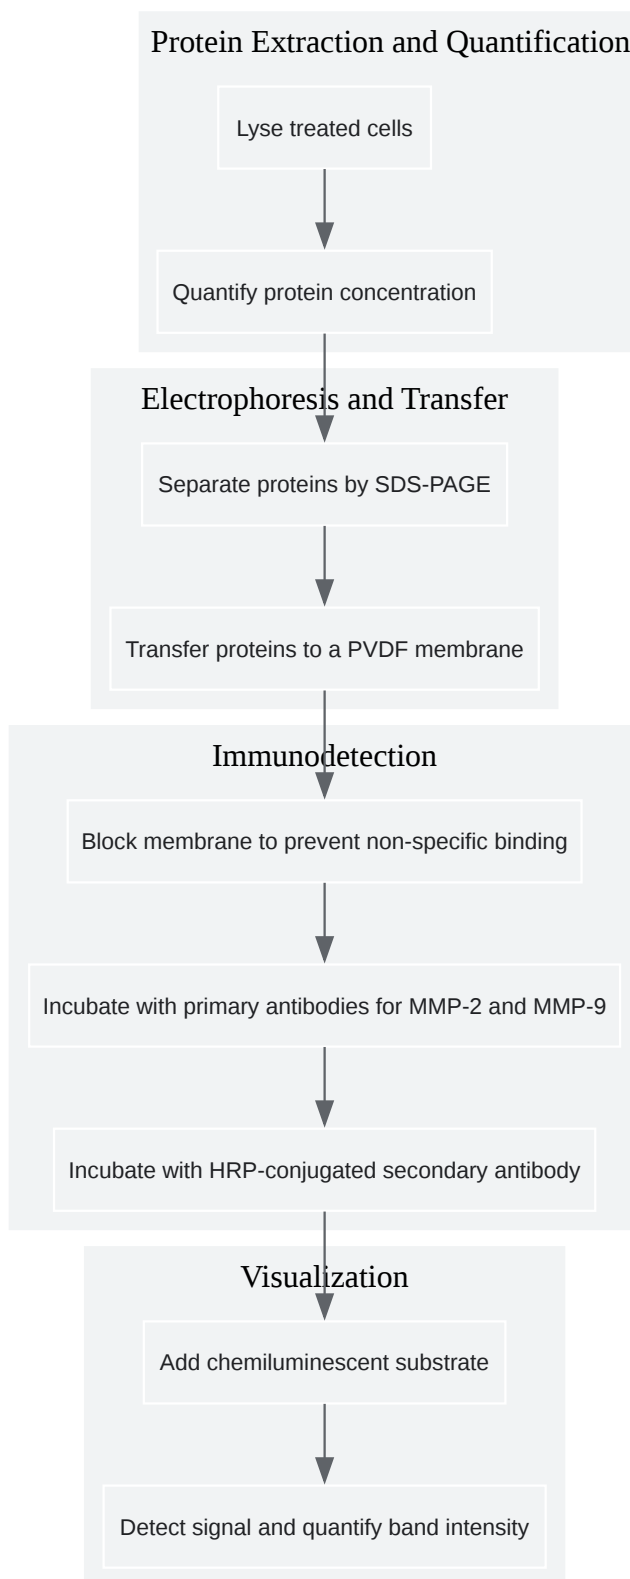 Protein Extraction and Quantification
Lyse treated cells
Quantify protein concentration
Electrophoresis and Transfer
Separate proteins by SDS-PAGE
Transfer proteins to a PVDF membrane
Immunodetection
Block membrane to prevent non-specific binding
Incubate with primary antibodies for MMP-2 and MMP-9
Incubate with HRP-conjugated secondary antibody
Visualization
Add chemiluminescent substrate
Detect signal and quantify band intensity